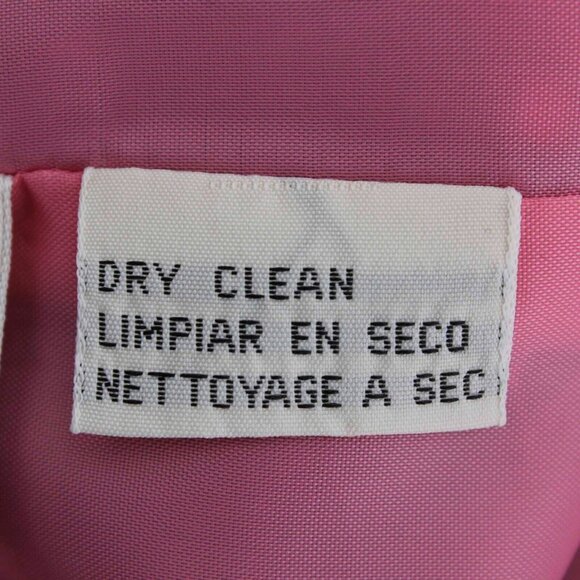 DRY CLEAN
LIMPIAR EN SECO
NETTOYAGE A SEC